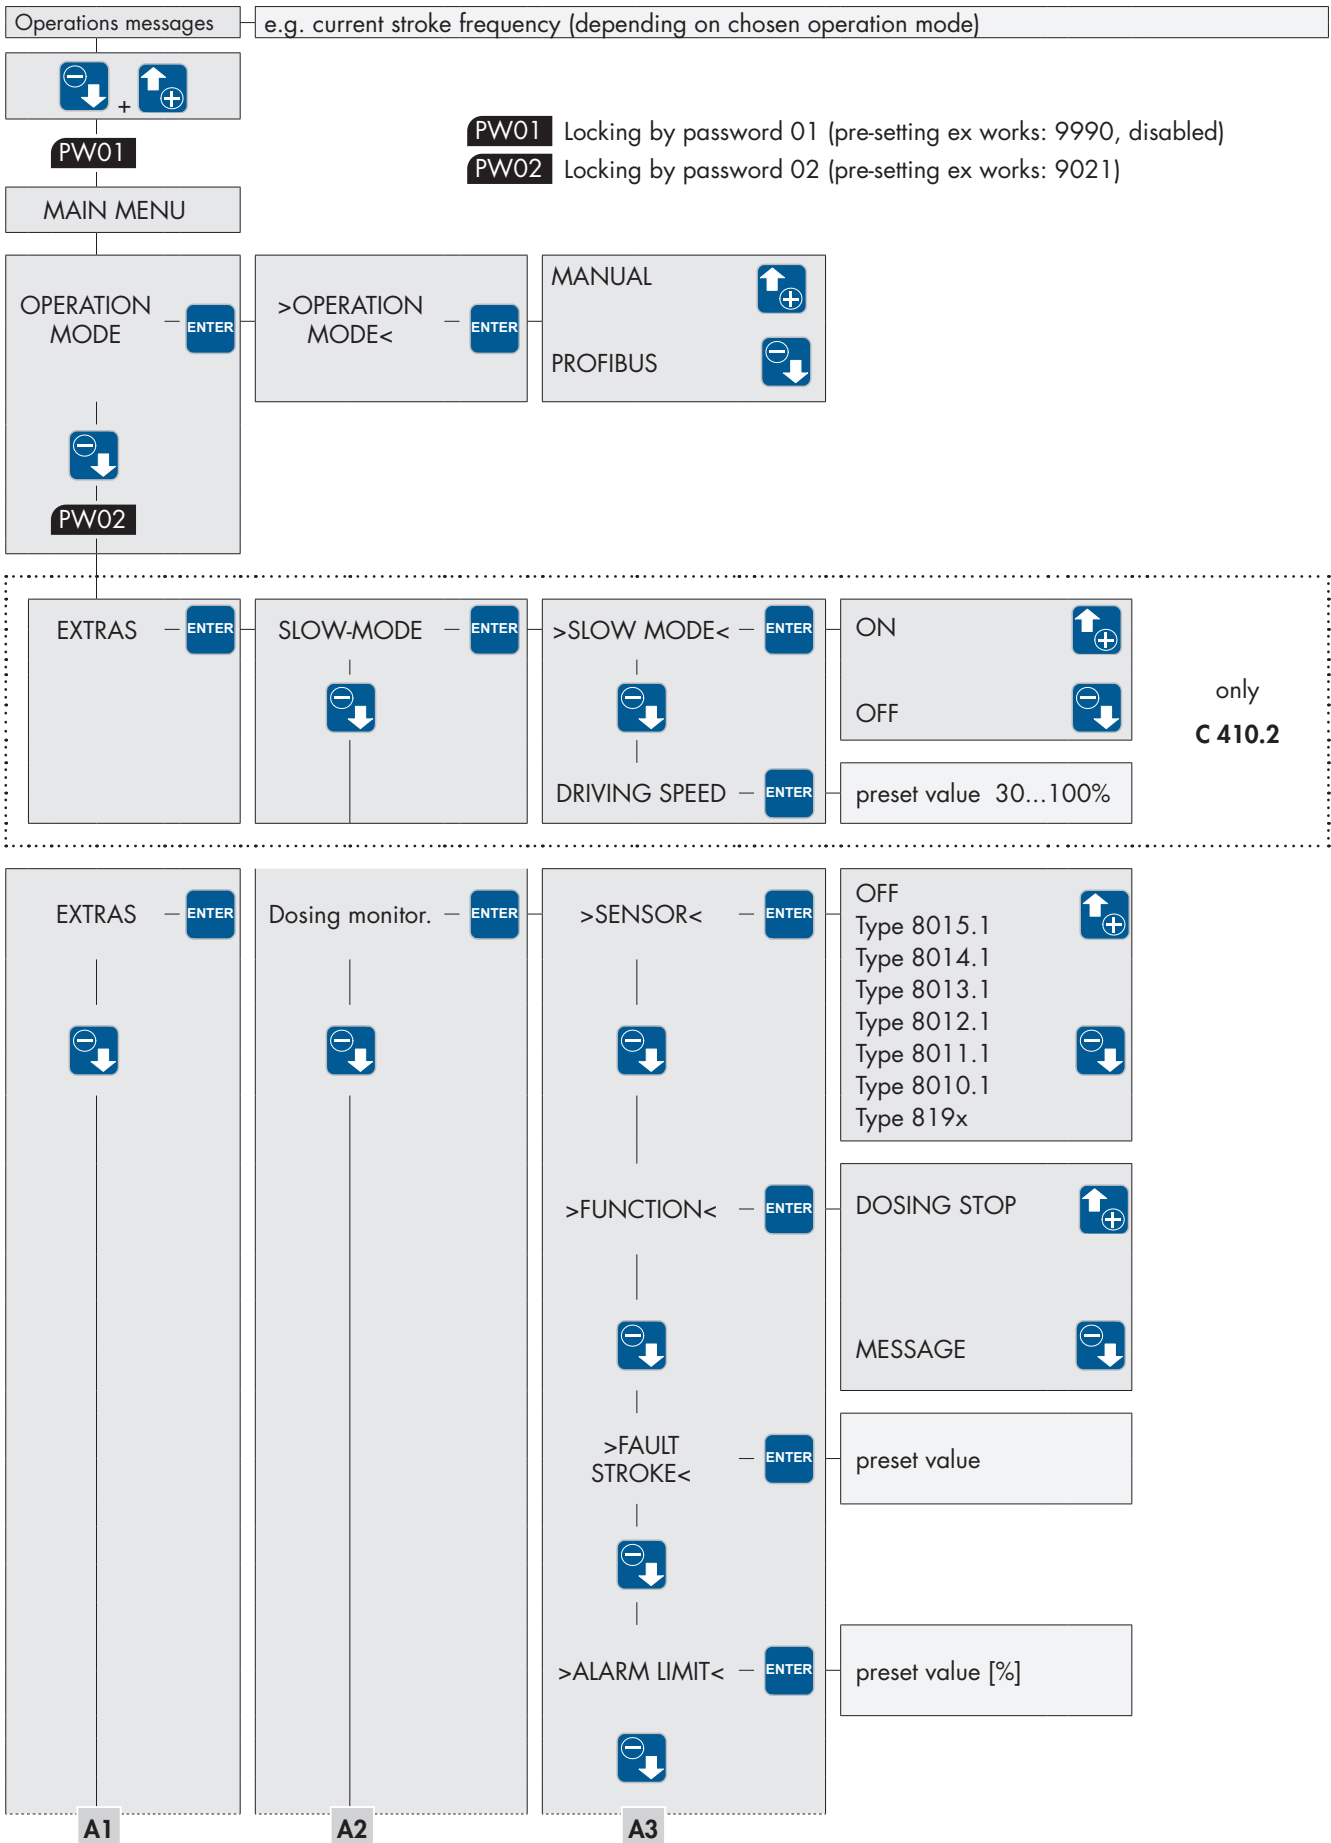 Operations messages
e.g. current stroke frequency (depending on chosen operation mode)
+
PW01
PW01 Locking by password 01 (pre-setting ex works: 9990, disabled)
PW02 Locking by password 02 (pre-setting ex works: 9021)
MAIN MENU
OPERATION
MODE
ENTER
>OPERATION
MODE<
ENTER
MANUAL
PROFIBUS
PW02
EXTRAS
ENTER
SLOW-MODE
ENTER
>SLOW MODE<
ENTER
ON
OFF
only
C 410.2
DRIVING SPEED
ENTER
preset value 30...100%
EXTRAS
ENTER
Dosing monitor.
ENTER
>SENSOR<
ENTER
OFF
Type 8015.1
Type 8014.1
Type 8013.1
Type 8012.1
Type 8011.1
Type 8010.1
Type 819x
>FUNCTION<
ENTER
DOSING STOP
MESSAGE
>FAULT
STROKE<
ENTER
preset value
>ALARM LIMIT<
ENTER
preset value [%]
A1
A2
A3